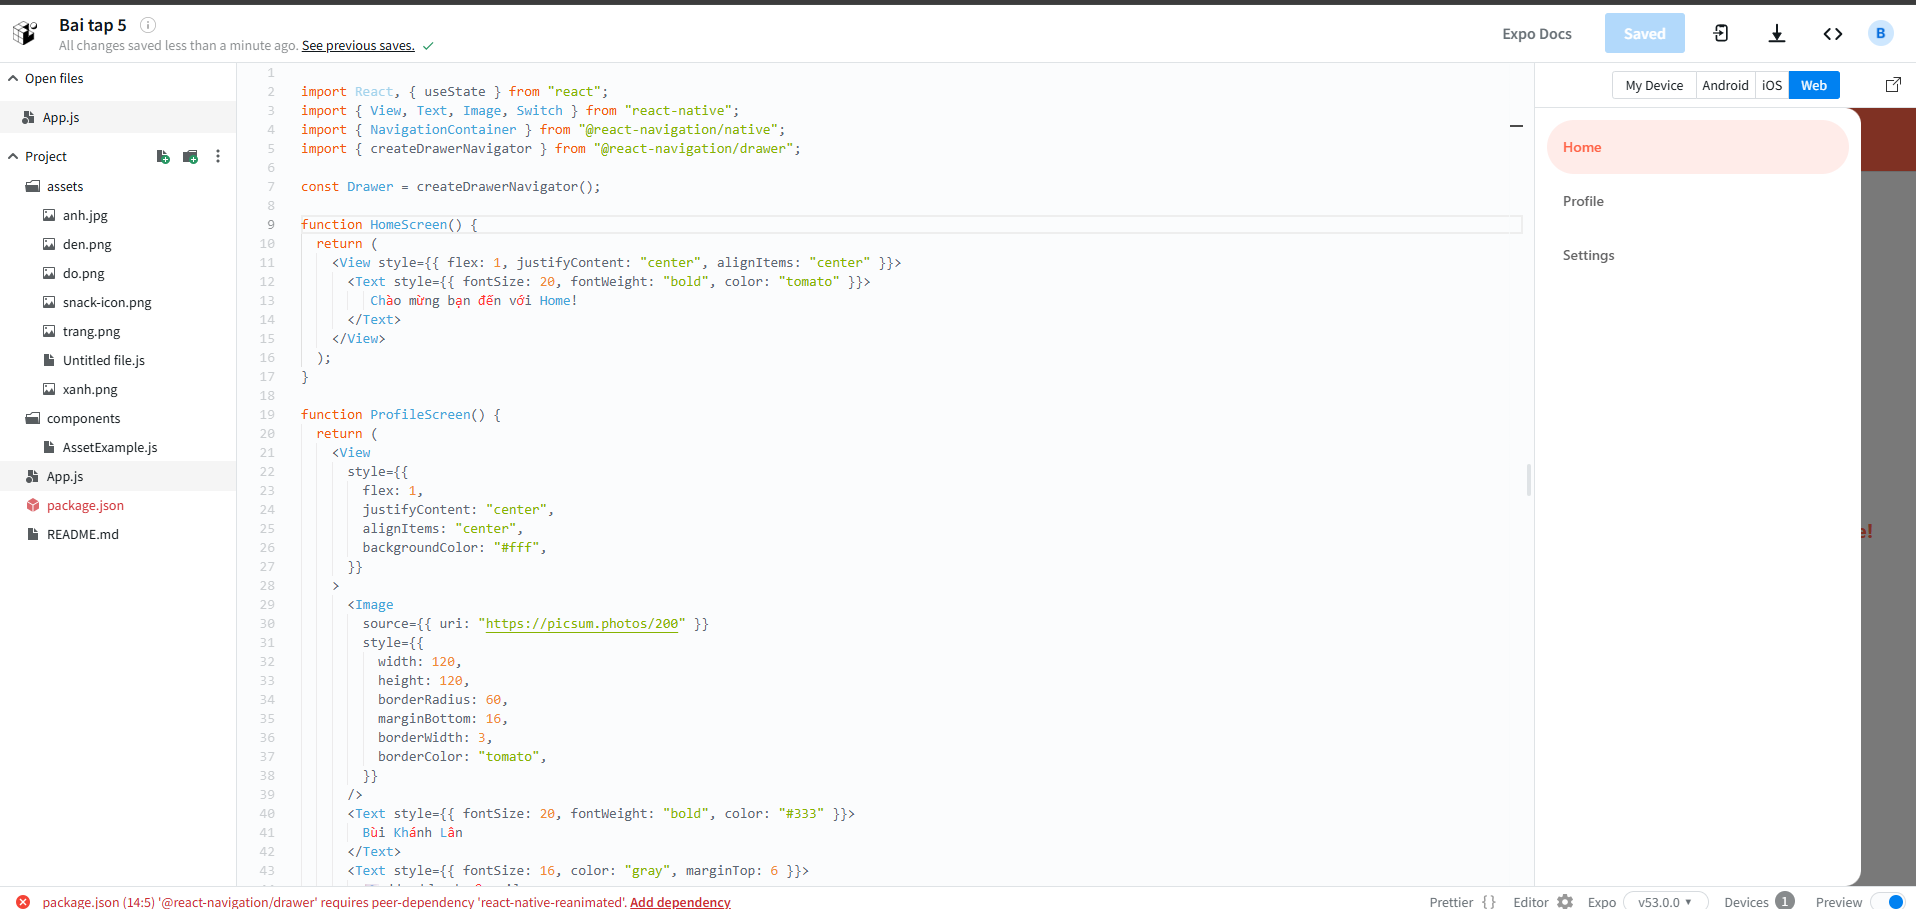 Bai tap 5
All changes saved less than a minute ago. See previous saves.
Expo Docs
Saved
B
Open files
App.js
Project
assets
anh.jpg
den.png
do.png
snack-icon.png
trang.png
Untitled file.js
xanh.png
components
AssetExample.js
App.js
package.json
README.md
1
2 import React, { useState } from "react";
3 import { View, Text, Image, Switch } from "react-native";
4 import { NavigationContainer } from "@react-navigation/native";
5 import { createDrawerNavigator } from "@react-navigation/drawer";
6
7 const Drawer = createDrawerNavigator();
8
9 function HomeScreen() {
10 return (
11 <View style={{ flex: 1, justifyContent: "center", alignItems: "center" }}>
12 <Text style={{ fontSize: 20, fontWeight: "bold", color: "tomato" }}>
13 Chào mừng bạn đến với Home!
14 </Text>
15 </View>
16 );
17 }
18
19 function ProfileScreen() {
20 return (
21 <View
22 style={{
23 flex: 1,
24 justifyContent: "center",
25 alignItems: "center",
26 backgroundColor: "#fff",
27 }}
28 >
29 <Image
30 source={{ uri: "https://picsum.photos/200" }}
31 style={{
32 width: 120,
33 height: 120,
34 borderRadius: 60,
35 marginBottom: 16,
36 borderWidth: 3,
37 borderColor: "tomato",
38 }}
39 />
40 <Text style={{ fontSize: 20, fontWeight: "bold", color: "#333" }}>
41 Bùi Khánh Lân
42 </Text>
43 <Text style={{ fontSize: 16, color: "gray", marginTop: 6 }}>
My Device
Android
iOS
Web
Home
Profile
Settings
e!
package.json (14:5) '@react-navigation/drawer' requires peer-dependency 'react-native-reanimated'. Add dependency
Prettier { }
Editor
Expo
v53.0.0
Devices 1
Preview